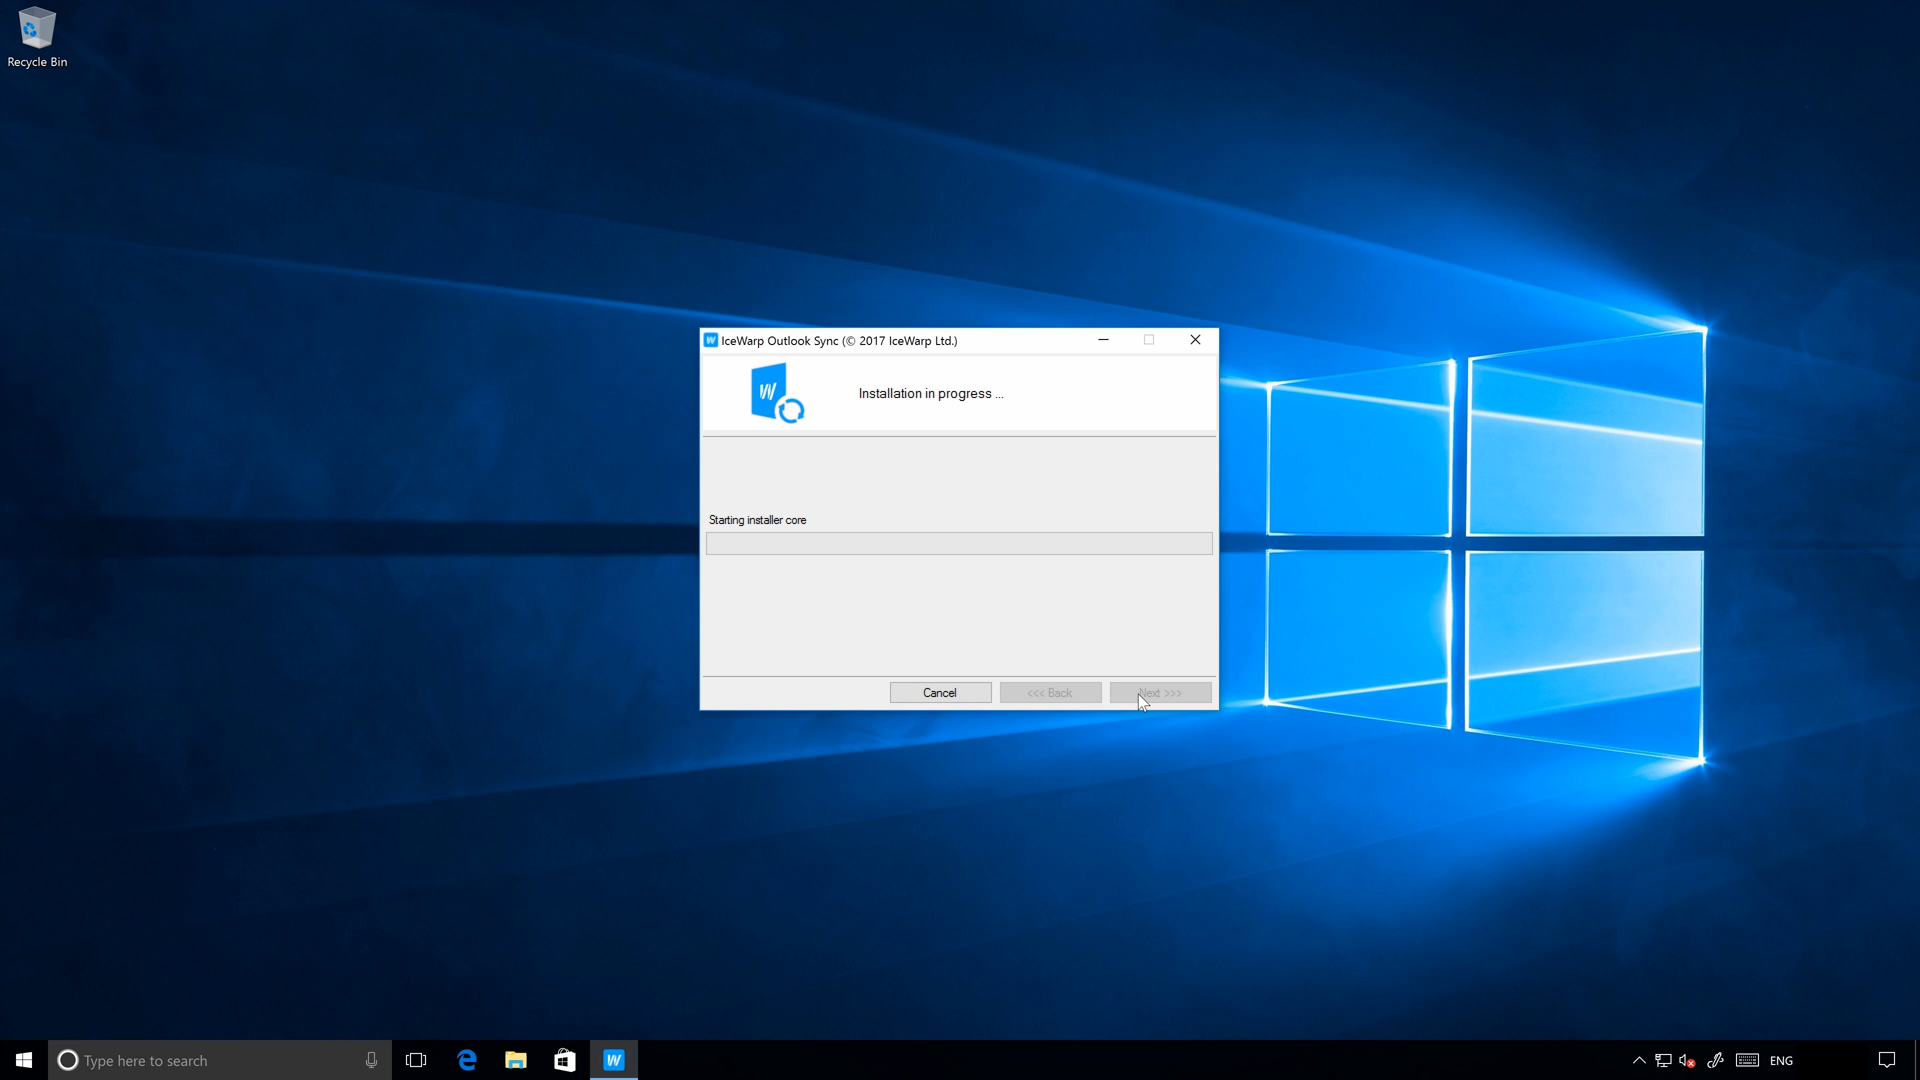 Recycle Bin
IceWarp Outlook Sync (© 2017 IceWarp Ltd.)
Installation in progress ...
Starting installer core
Cancel
<<< Back
Next >>>
Type here to search
ENG